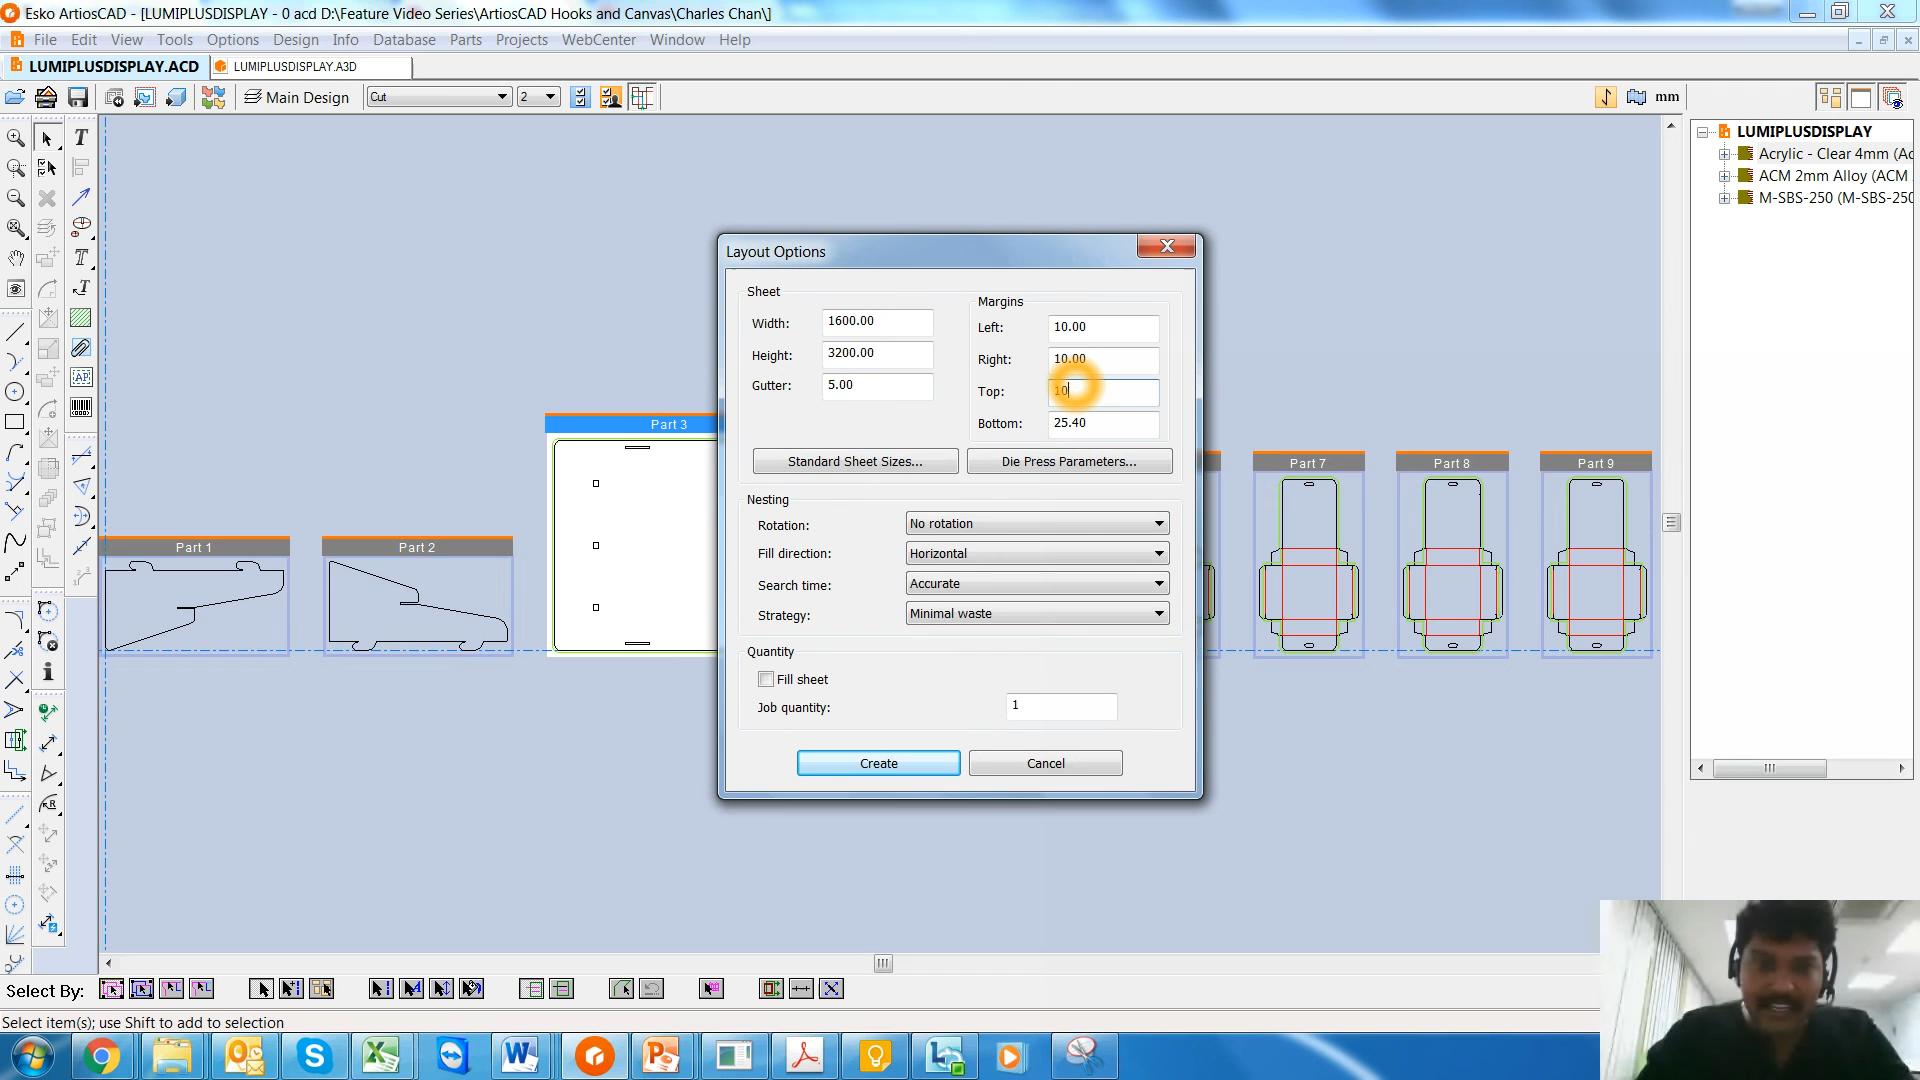 Esko ArtiosCAD - [LUMIPLUSDISPLAY - 0 acd D:\Feature Video Series\ArtiosCAD Hooks and Canvas\Charles Chan\]
File Edit View Tools Options Design Info Database Parts Projects WebCenter Window Help
LUMIPLUSDISPLAY.ACD LUMIPLUSDISPLAY.A3D
Main Design Cut 2 mm
LUMIPLUSDISPLAY
Acrylic - Clear 4mm (Ac
ACM 2mm Alloy (ACM
M-SBS-250 (M-SBS-250
Layout Options
Sheet
Width: 1600.00
Height: 3200.00
Gutter: 5.00
Margins
Left: 10.00
Right: 10.00
Top: 10
Bottom: 25.40
Standard Sheet Sizes... Die Press Parameters...
Nesting
Rotation: No rotation
Fill direction: Horizontal
Search time: Accurate
Strategy: Minimal waste
Quantity
Fill sheet
Job quantity: 1
Create Cancel
Part 1 Part 2 Part 3 Part 7 Part 8 Part 9
Select By:
Select item(s); use Shift to add to selection